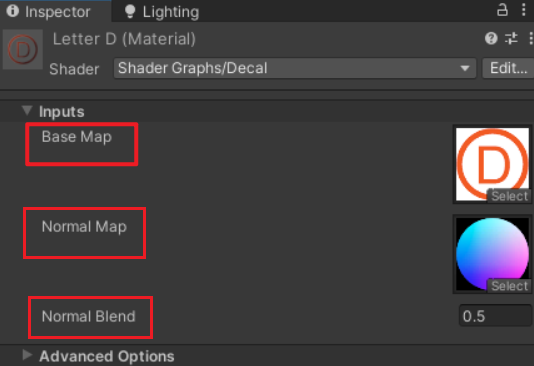 Inspector
Lighting
Letter D (Material)
Shader
Shader Graphs/Decal
Edit...
Inputs
Base Map
D
Select
Normal Map
Select
Normal Blend
0.5
Advanced Options